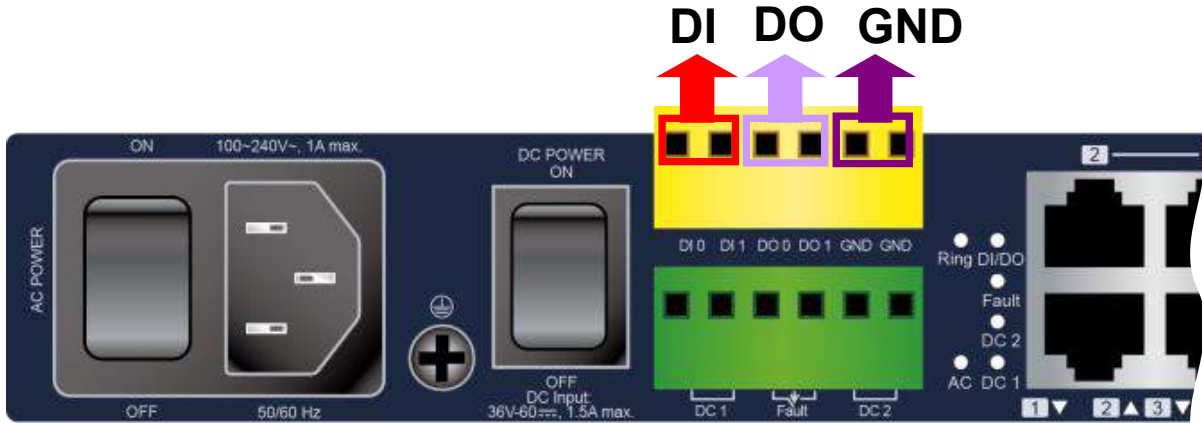 DI DO GND
ON
100~240V~, 1A max.
DC POWER
ON
2
AC POWER
DI 0 DI 1 DO 0 DO 1 GND GND
Ring DI/DO
Fault
DC 2
AC DC 1
OFF
50/60 Hz
OFF
DC Input:
36V-60⎓, 1.5A max.
DC 1 Fault DC 2
1 ▼ 2 ▲ 3 ▼